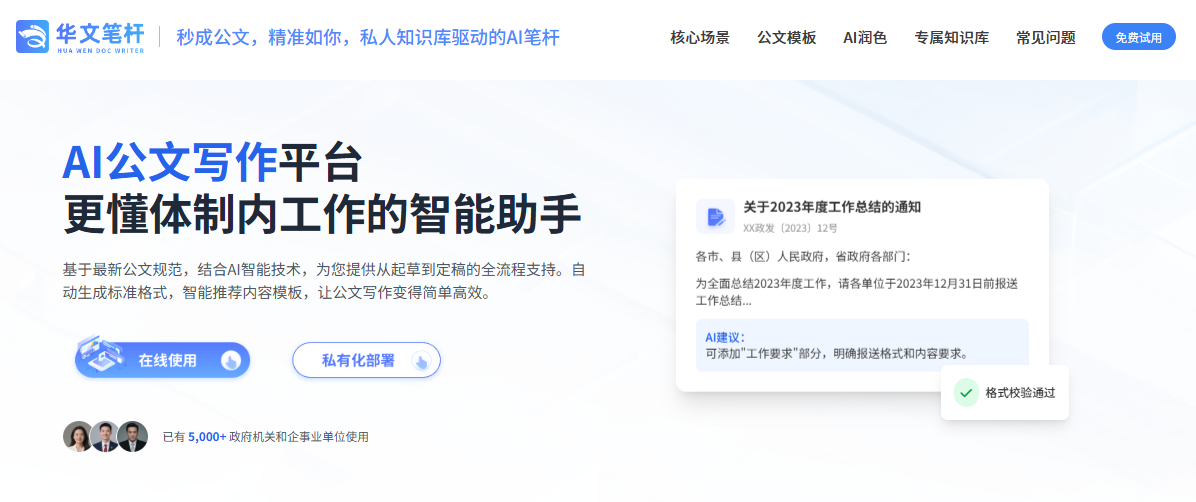 华文笔杆
HUA WEN DOC WRITER
秒成公文，精准如你，私人知识库驱动的AI笔杆
核心场景
公文模板
AI润色
专属知识库
常见问题
免费试用
AI公文写作平台
更懂体制内工作的智能助手
基于最新公文规范，结合AI智能技术，为您提供从起草到定稿的全流程支持。自
动生成标准格式，智能推荐内容模板，让公文写作变得简单高效。
在线使用
私有化部署
已有 5,000+ 政府机关和企事业单位使用
关于2023年度工作总结的通知
XX政发〔2023〕12号
各市、县（区）人民政府，省政府各部门：
为全面总结2023年度工作，请各单位于2023年12月31日前报送
工作总结...
AI建议：
可添加"工作要求"部分，明确报送格式和内容要求。
格式校验通过